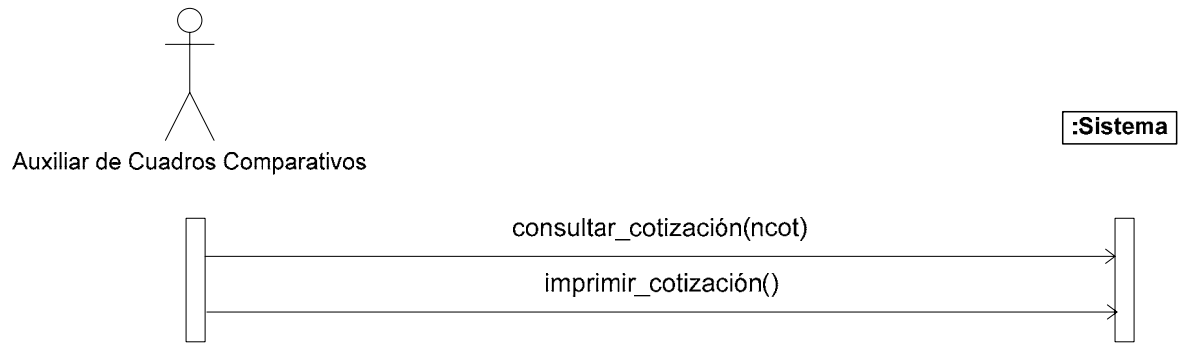 :Sistema
Auxiliar de Cuadros Comparativos
consultar_cotización(ncot)
imprimir_cotización()